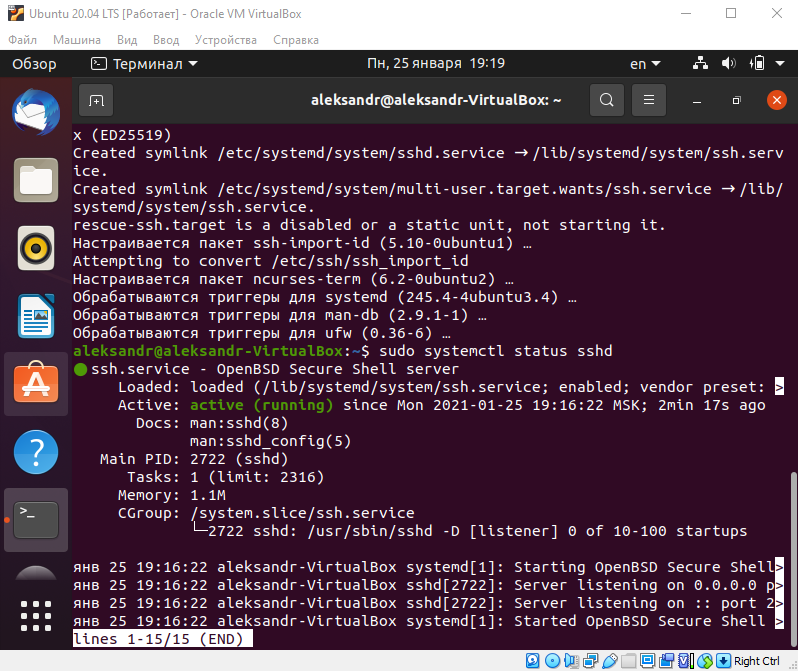 Ubuntu 20.04 LTS [Работает] - Oracle VM VirtualBox
Файл Машина Вид Ввод Устройства Справка
Обзор Терминал Пн, 25 января 19:19 en
aleksandr@aleksandr-VirtualBox: ~
x (ED25519)
Created symlink /etc/systemd/system/sshd.service → /lib/systemd/system/ssh.serv
ice.
Created symlink /etc/systemd/system/multi-user.target.wants/ssh.service → /lib/
systemd/system/ssh.service.
rescue-ssh.target is a disabled or a static unit, not starting it.
Настраивается пакет ssh-import-id (5.10-0ubuntu1) …
Attempting to convert /etc/ssh/ssh_import_id
Настраивается пакет ncurses-term (6.2-0ubuntu2) …
Обрабатываются триггеры для systemd (245.4-4ubuntu3.4) …
Обрабатываются триггеры для man-db (2.9.1-1) …
Обрабатываются триггеры для ufw (0.36-6) …
aleksandr@aleksandr-VirtualBox:~$ sudo systemctl status sshd
● ssh.service - OpenBSD Secure Shell server
Loaded: loaded (/lib/systemd/system/ssh.service; enabled; vendor preset: >
Active: active (running) since Mon 2021-01-25 19:16:22 MSK; 2min 17s ago
Docs: man:sshd(8)
man:sshd_config(5)
Main PID: 2722 (sshd)
Tasks: 1 (limit: 2316)
Memory: 1.1M
CGroup: /system.slice/ssh.service
└─2722 sshd: /usr/sbin/sshd -D [listener] 0 of 10-100 startups
янв 25 19:16:22 aleksandr-VirtualBox systemd[1]: Starting OpenBSD Secure Shell>
янв 25 19:16:22 aleksandr-VirtualBox sshd[2722]: Server listening on 0.0.0.0 p>
янв 25 19:16:22 aleksandr-VirtualBox sshd[2722]: Server listening on :: port 2>
янв 25 19:16:22 aleksandr-VirtualBox systemd[1]: Started OpenBSD Secure Shell >
lines 1-15/15 (END)
Right Ctrl